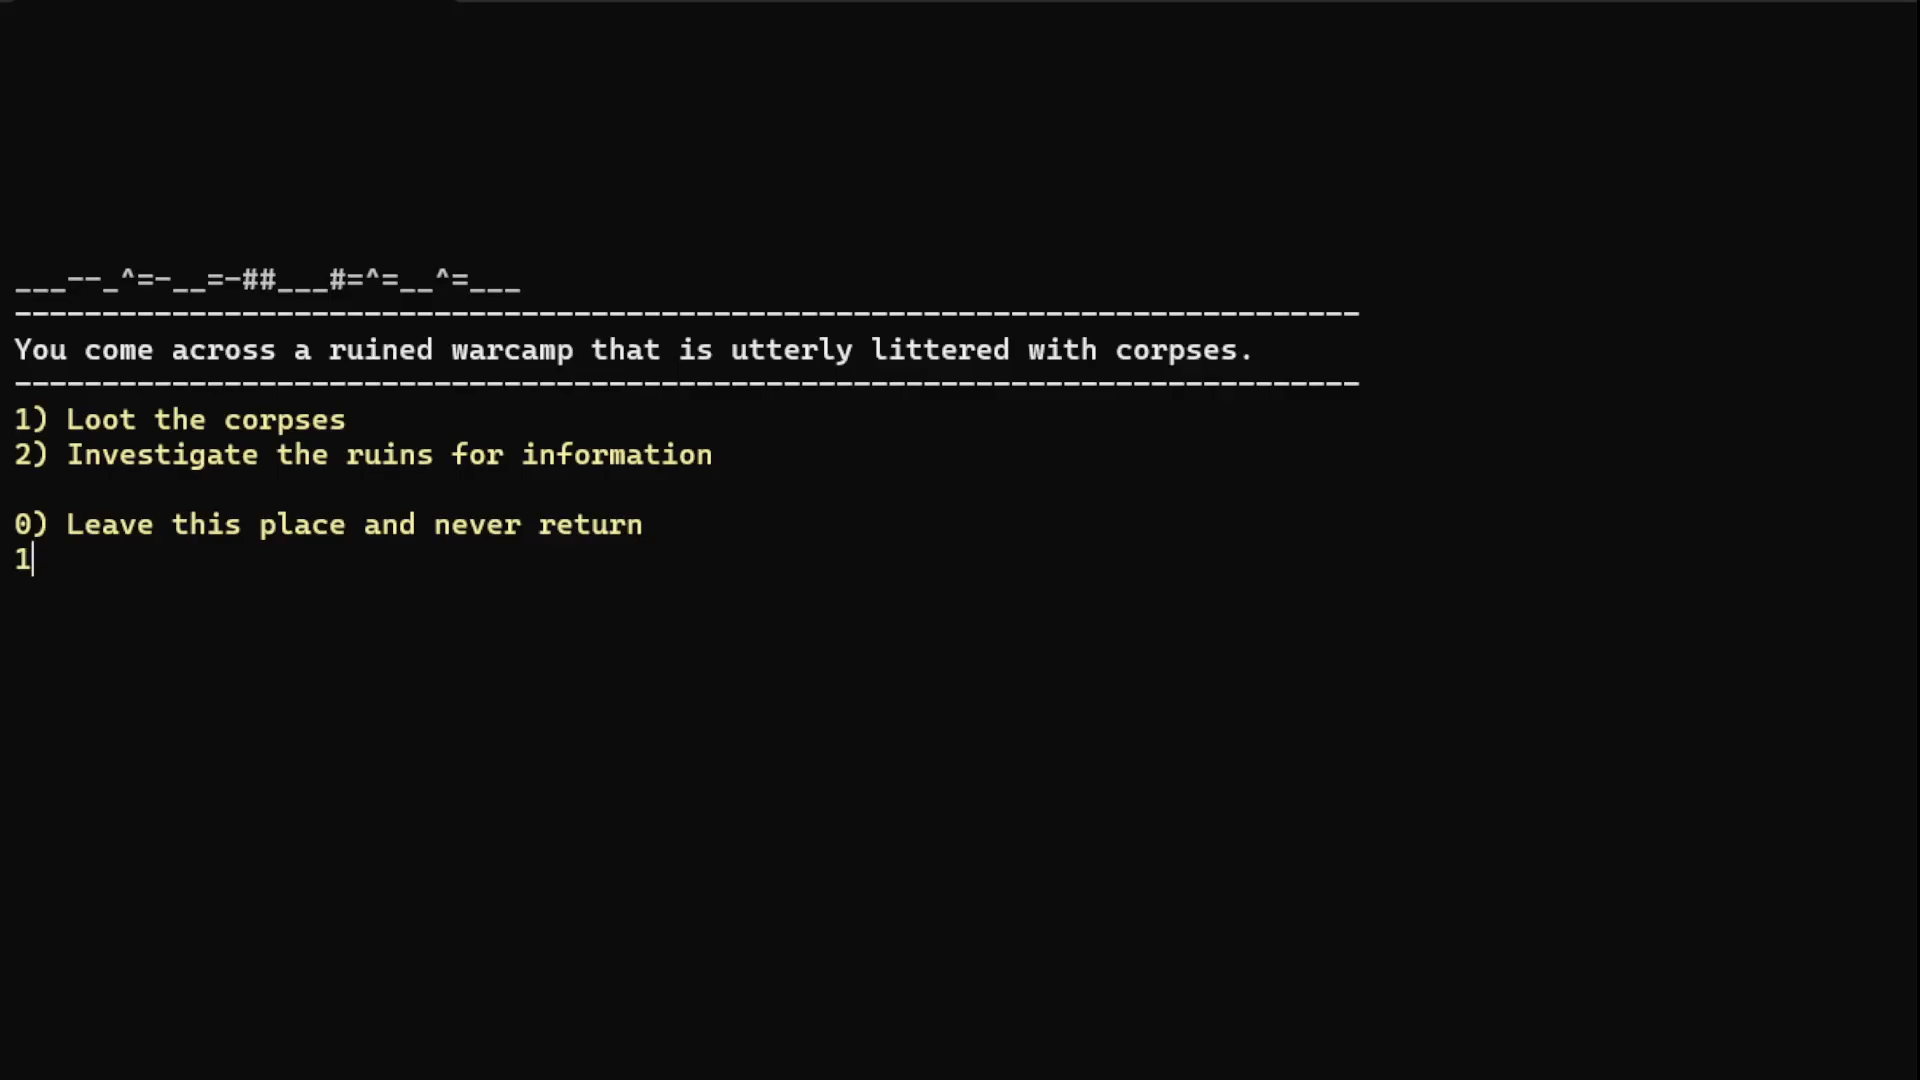 ___--_^=-__=-##___#=^=__^=___
-----------------------------------------------------------------------------
You come across a ruined warcamp that is utterly littered with corpses.
-----------------------------------------------------------------------------
1) Loot the corpses
2) Investigate the ruins for information
0) Leave this place and never return
1